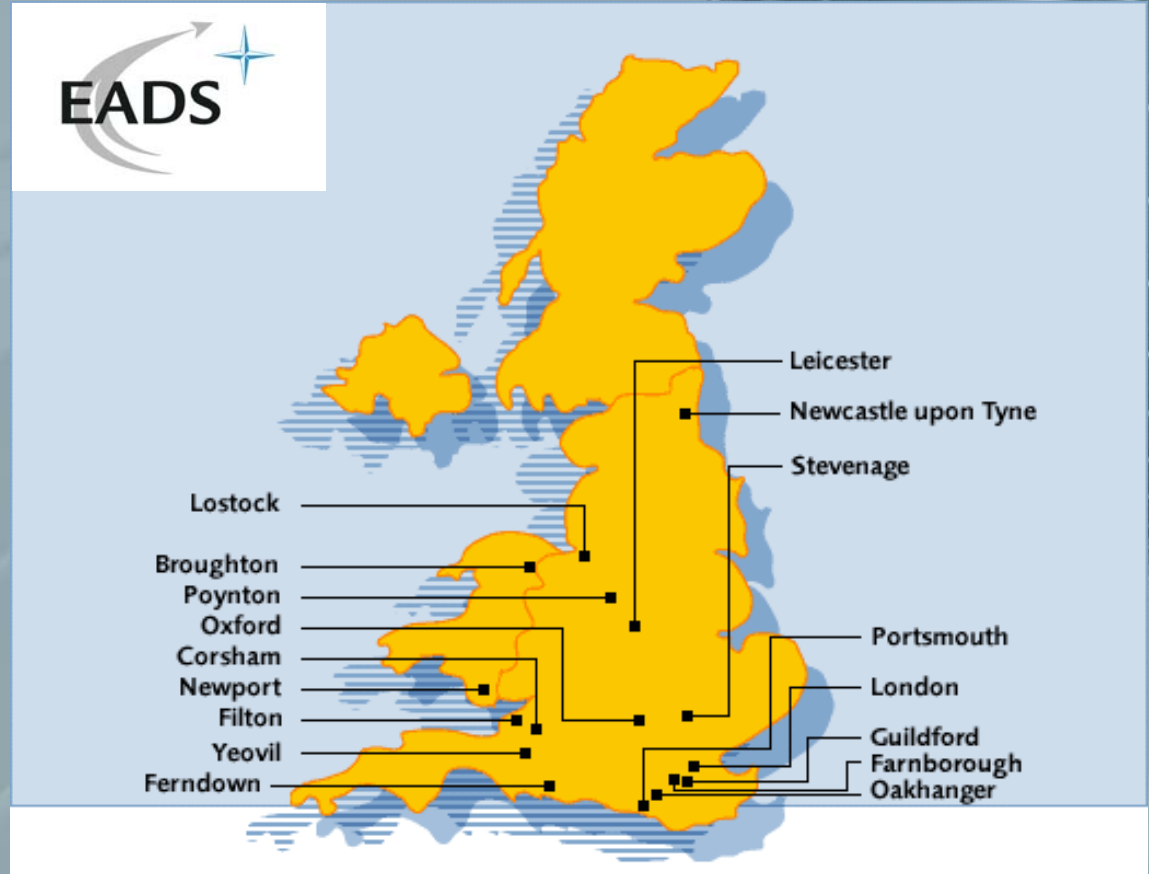 EADS
Leicester
Newcastle upon Tyne
Stevenage
Lostock
Broughton
Poynton
Oxford
Corsham
Newport
Filton
Yeovil
Ferndown
Portsmouth
London
Guildford
Farnborough
Oakhanger